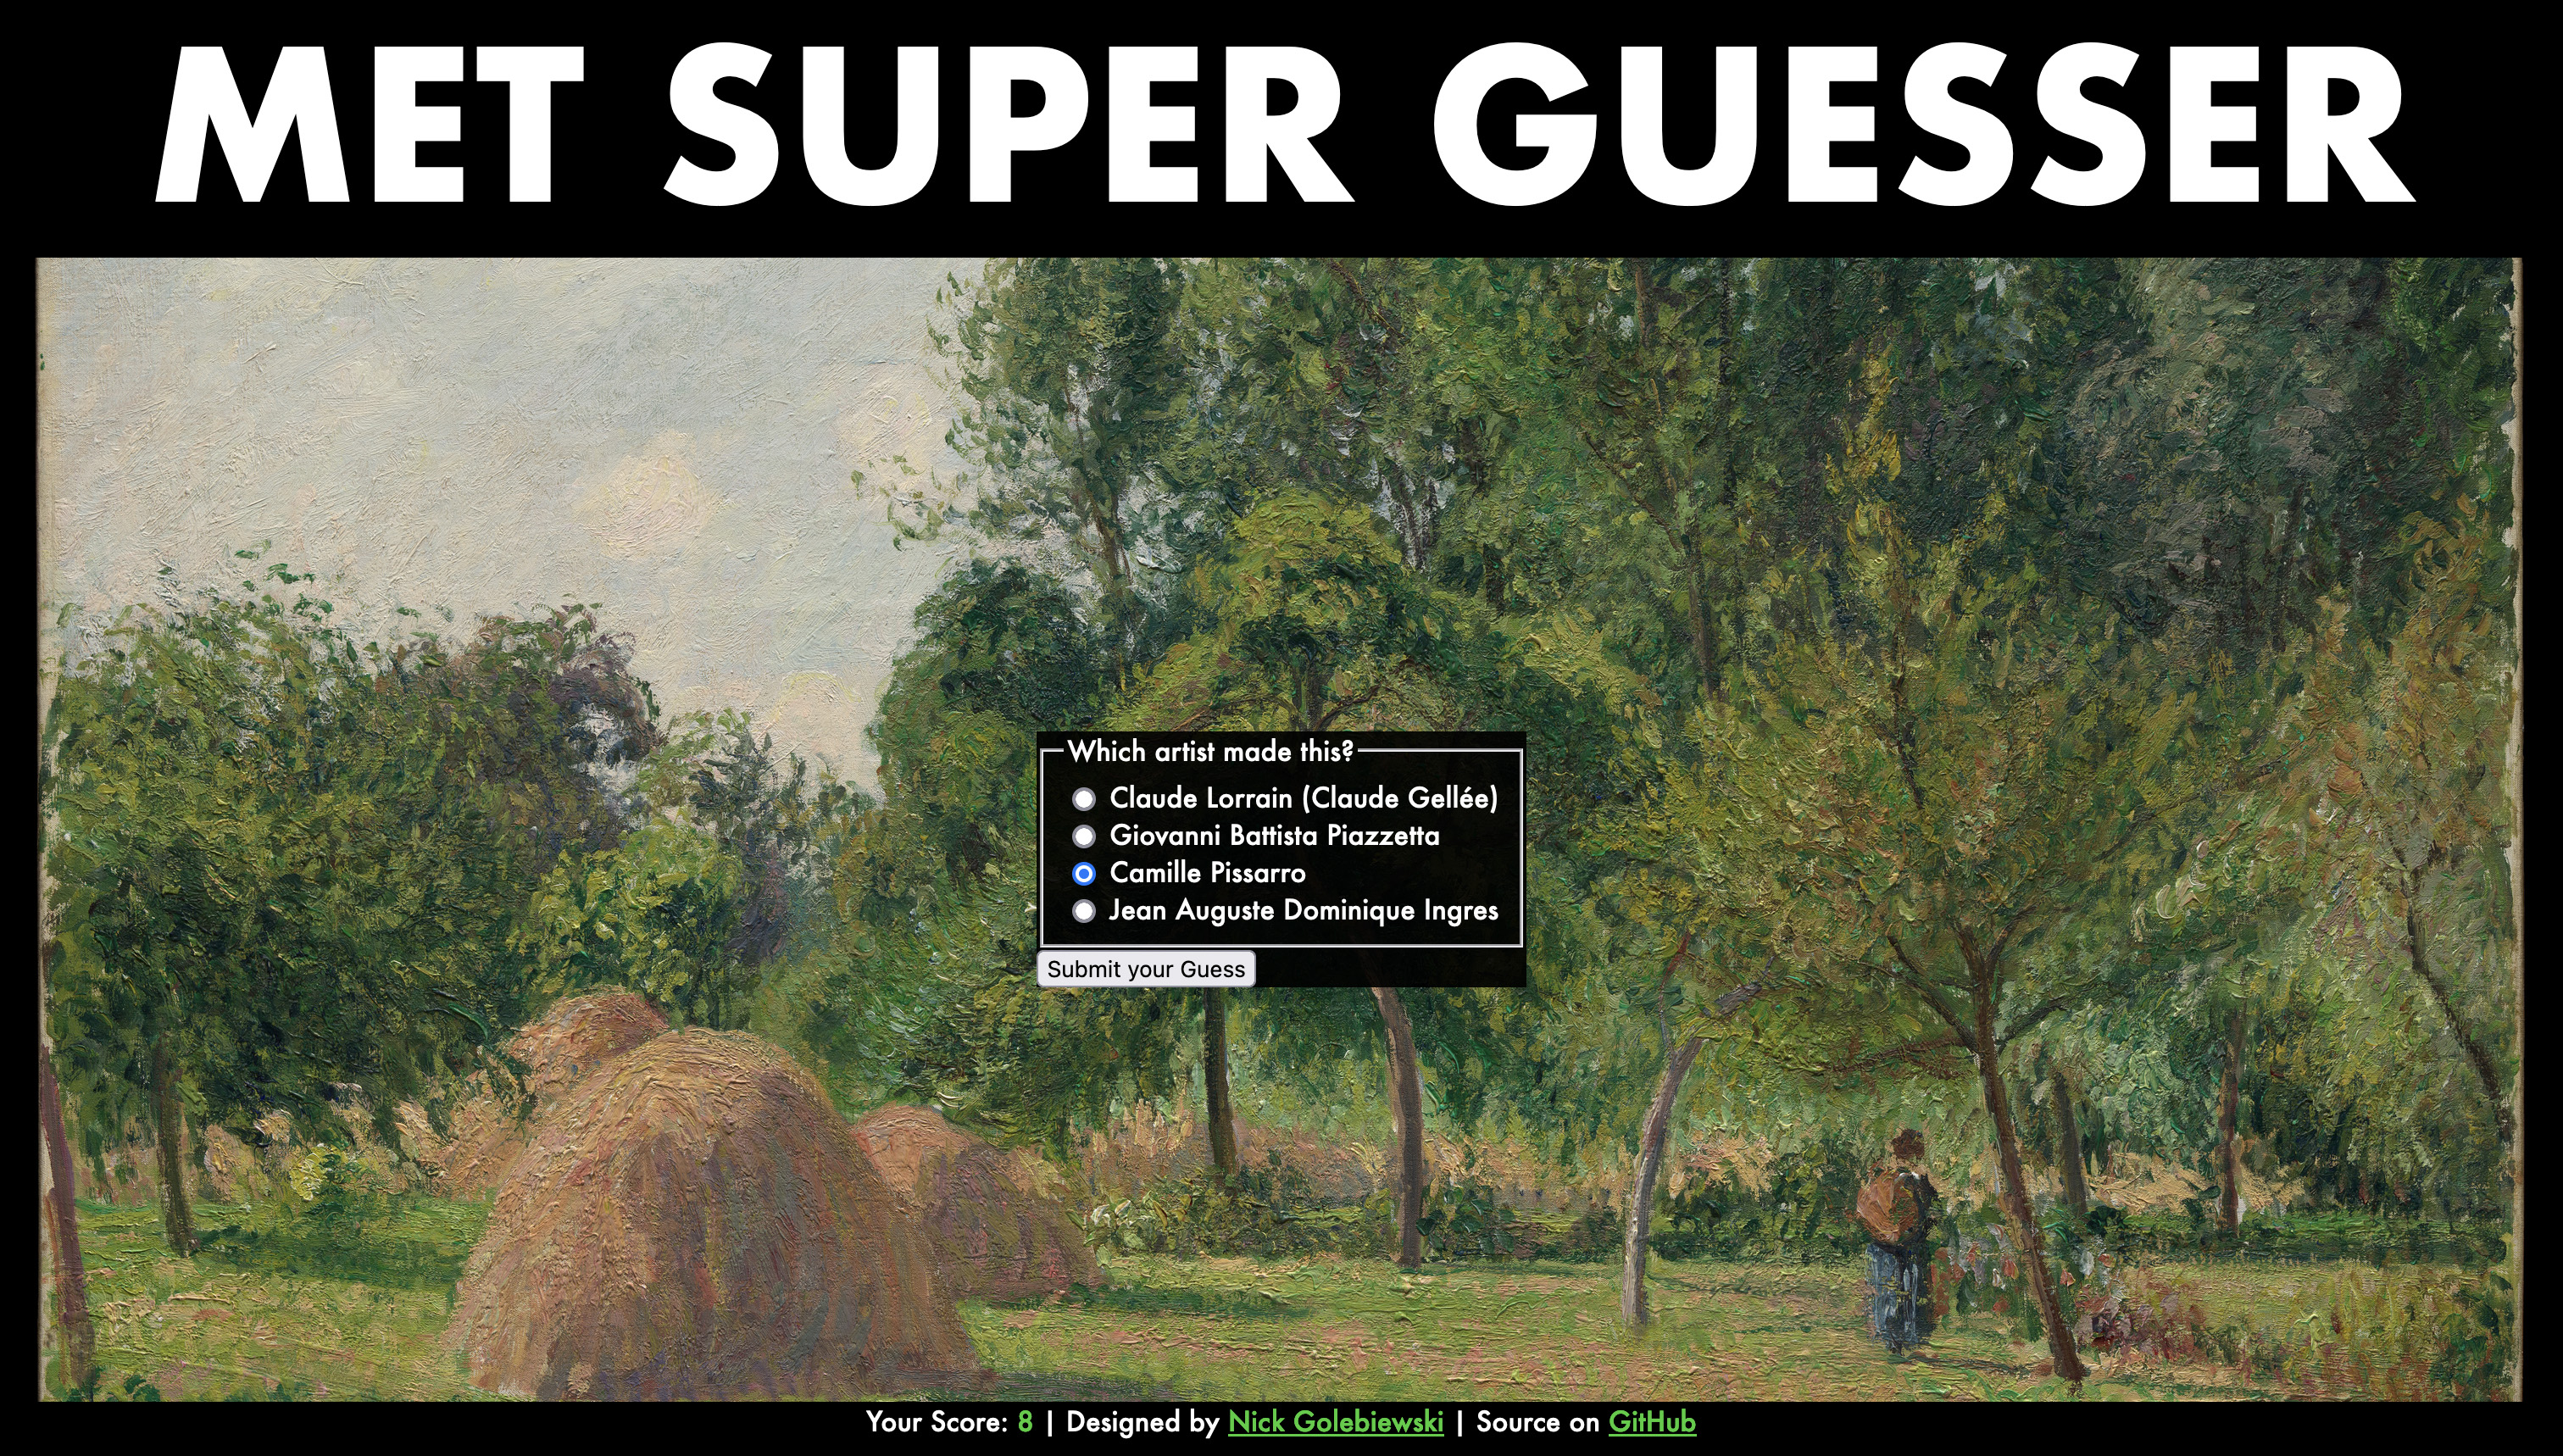 MET SUPER GUESSER
Which artist made this?
Claude Lorrain (Claude Gellée)
Giovanni Battista Piazzetta
Camille Pissarro
Jean Auguste Dominique Ingres
Submit your Guess
Your Score: 8 | Designed by Nick Golebiewski | Source on GitHub